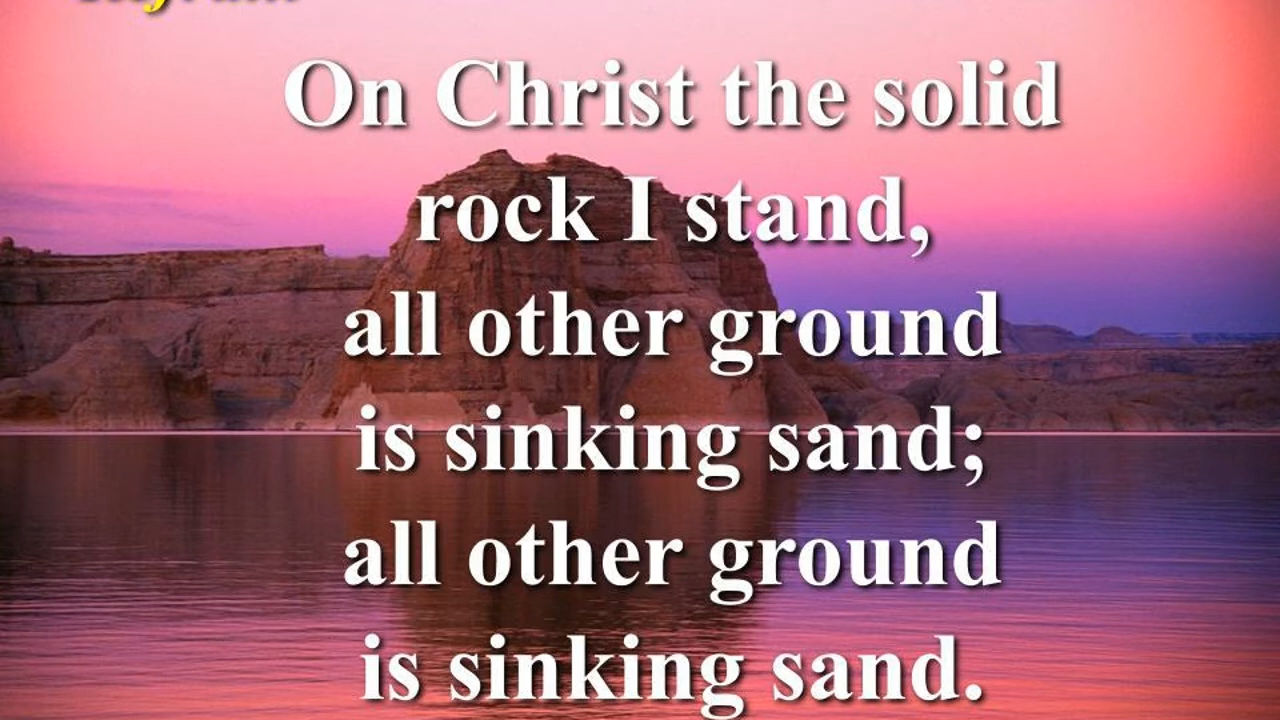 On Christ the solid
rock I stand,
all other ground
is sinking sand;
all other ground
is sinking sand.